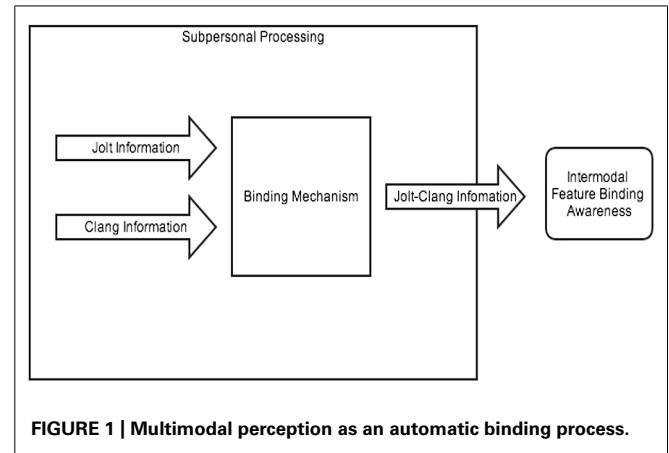 Subpersonal Processing
Jolt Information
Clang Information
Binding Mechanism
Jolt-Clang Infomation
Intermodal
Feature Binding
Awareness
FIGURE 1 | Multimodal perception as an automatic binding process.